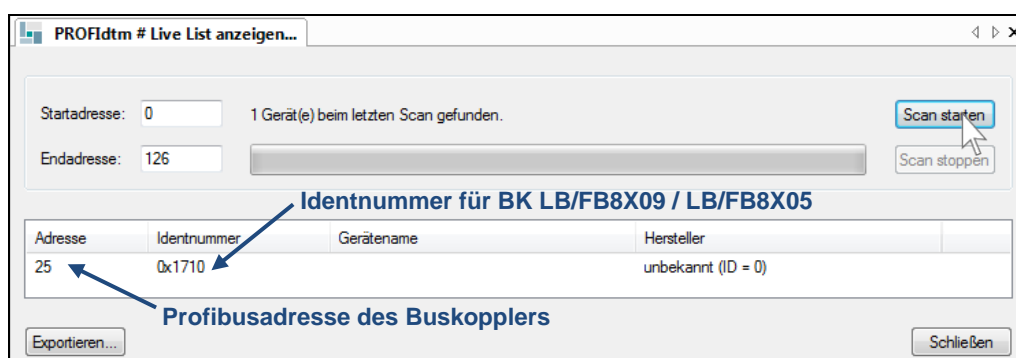 PROFIdtm # Live List anzeigen...
Startadresse: 0 1 Gerät(e) beim letzten Scan gefunden. Scan starten
Endadresse: 126 Scan stoppen
Identnummer für BK LB/FB8X09 / LB/FB8X05
Adresse Identnummer Gerätename Hersteller
25 0x1710 unbekannt (ID = 0)
Profibusadresse des Buskopplers
Exportieren... Schließen